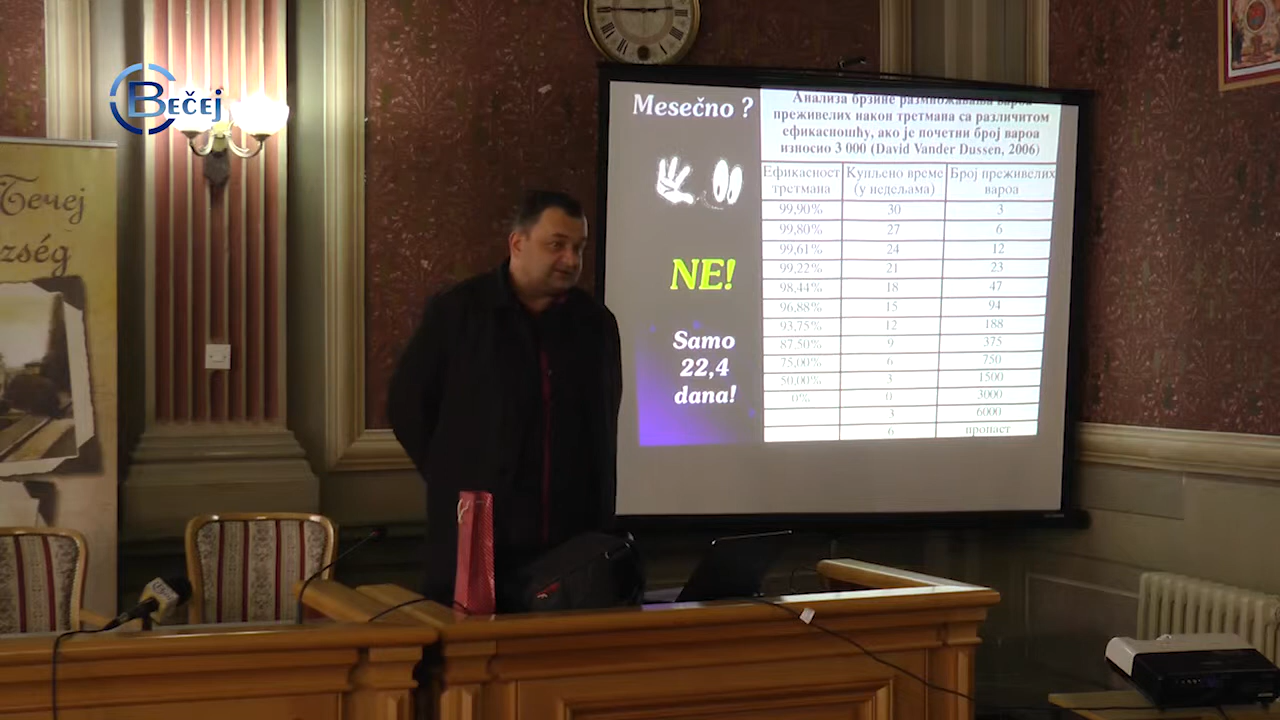 BEČEJ
Бечеј
zség
Mesečno ?
NE!
Samo
22,4
dana!
Анализа брзине размножавања вароа
преживелих након третмана са различитом
ефикасношћу, ако је почетни број вароа
износио 3 000 (David Vander Dussen, 2006)
Ефикасност третмана Купљено време (у недељама) Број преживелих вароа
99,90% 30 3
99,80% 27 6
99,61% 24 12
99,22% 21 23
98,44% 18 47
96,88% 15 94
93,75% 12 188
87,50% 9 375
75,00% 6 750
50,00% 3 1500
0% 0 3000
3 6000
6 пропаст